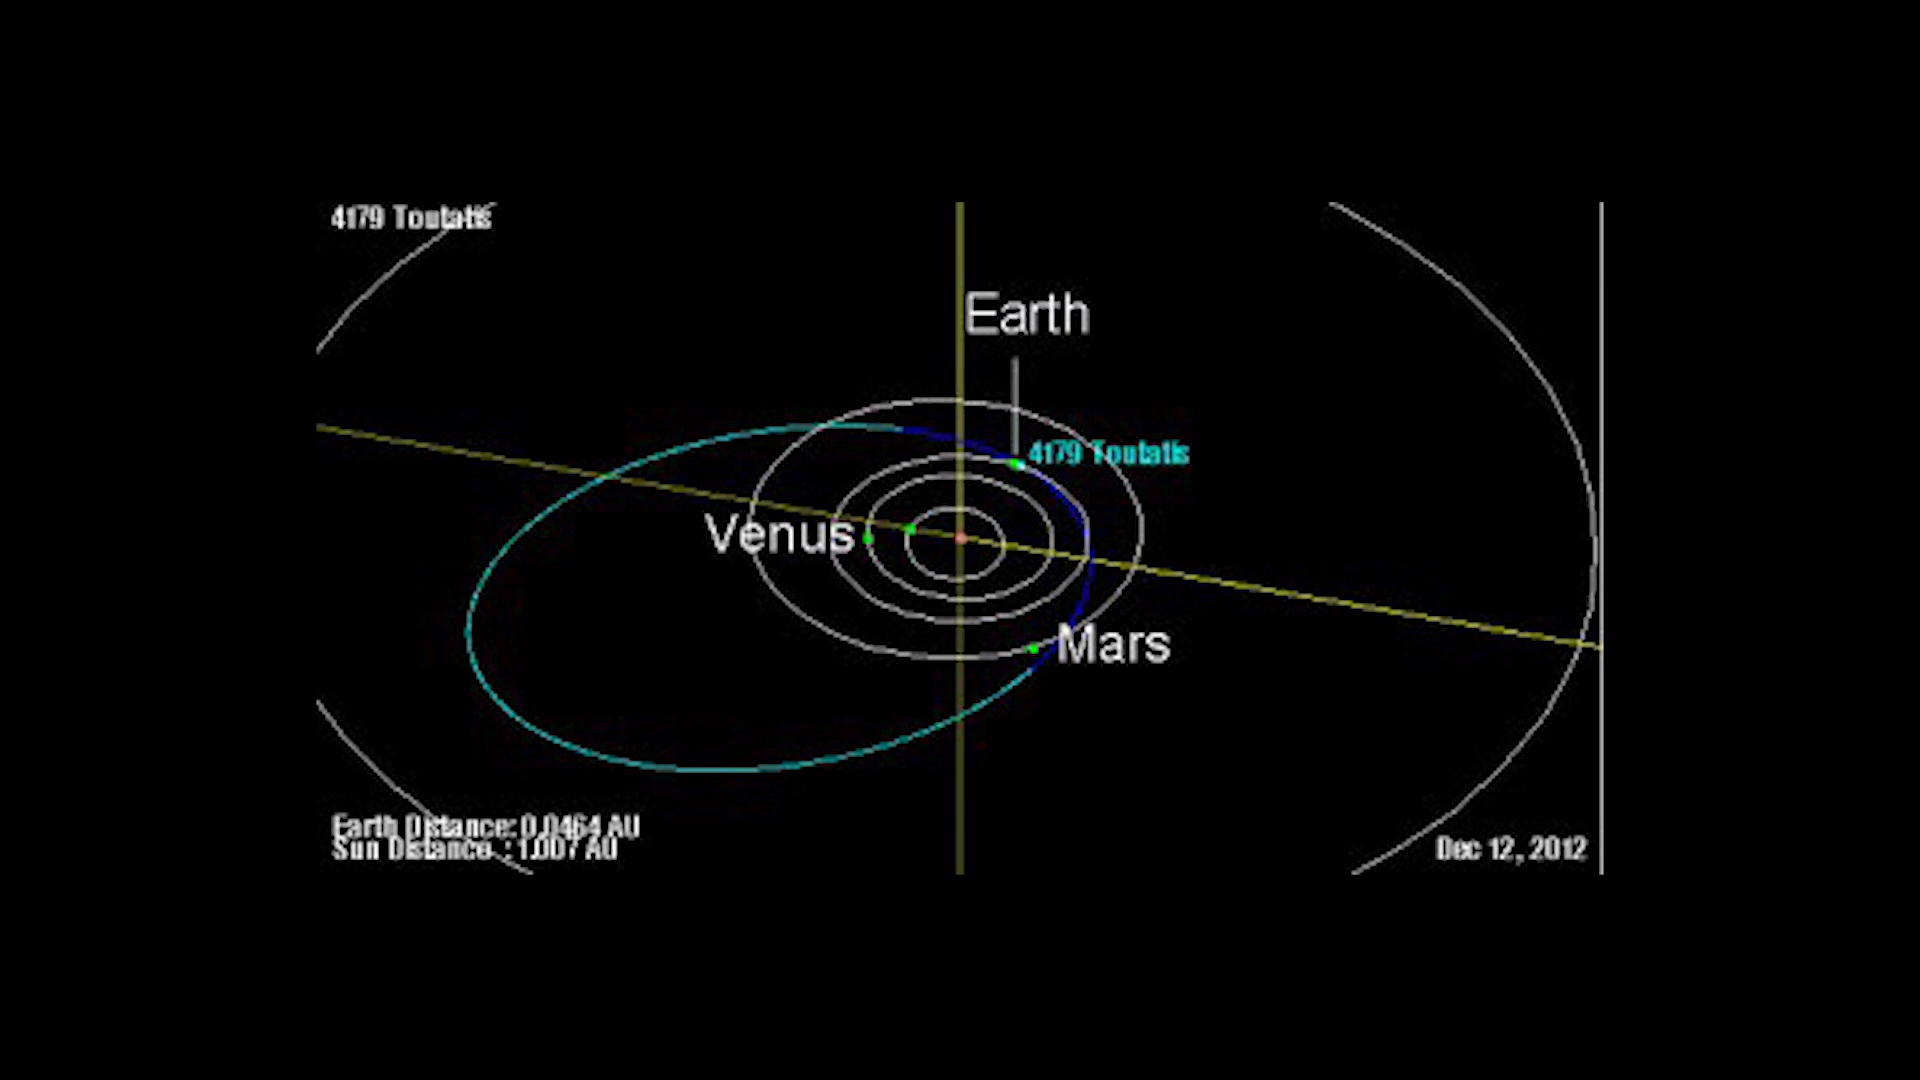 4179 Toutatis
Earth
4179 Toutatis
Venus
Mars
Earth Distance: 0.0464 AU
Sun Distance : 1.007 AU
Dec 12, 2012